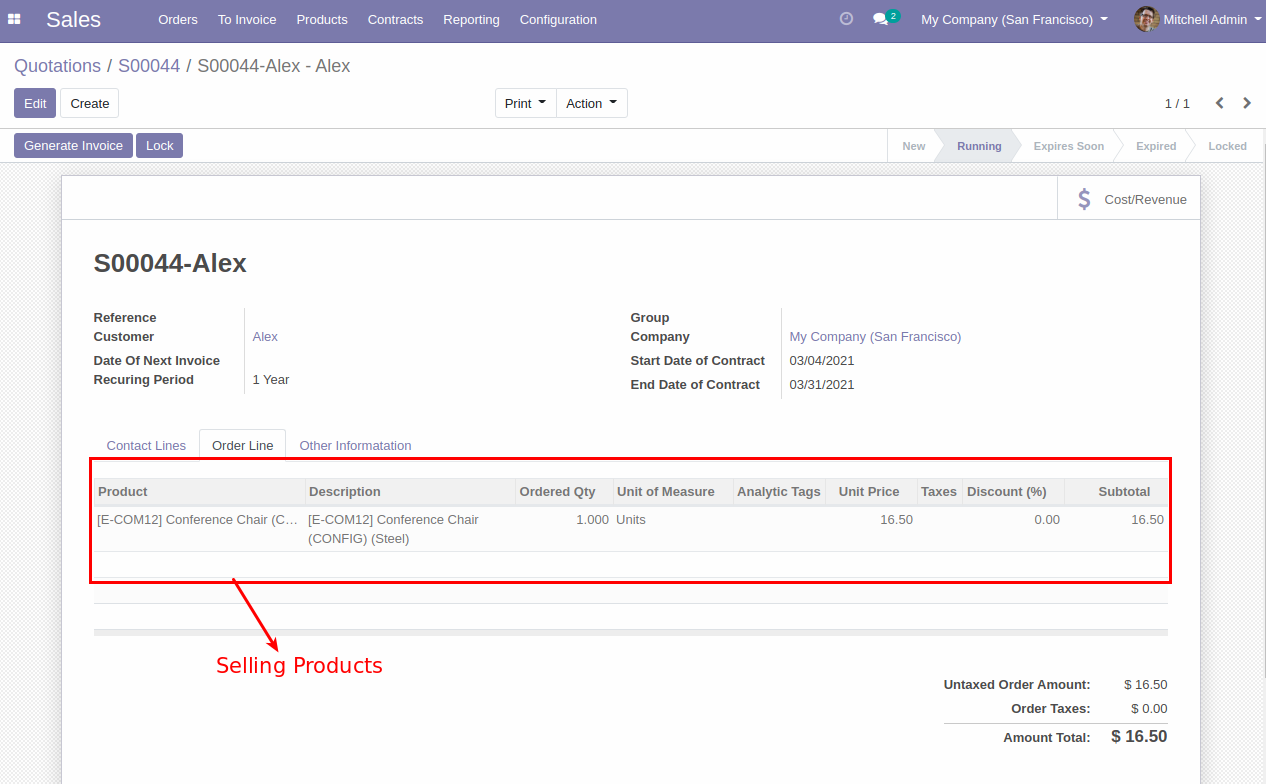 Sales Orders To Invoice Products Contracts Reporting Configuration 2 My Company (San Francisco) Mitchell Admin
Quotations / S00044 / S00044-Alex - Alex
Edit Create Print Action 1 / 1
Generate Invoice Lock New Running Expires Soon Expired Locked
$ Cost/Revenue
S00044-Alex
Reference Group
Customer Alex Company My Company (San Francisco)
Date Of Next Invoice Start Date of Contract 03/04/2021
Recuring Period 1 Year End Date of Contract 03/31/2021
Contact Lines Order Line Other Informatation
Product Description Ordered Qty Unit of Measure Analytic Tags Unit Price Taxes Discount (%) Subtotal
[E-COM12] Conference Chair (C… [E-COM12] Conference Chair 1.000 Units 16.50 0.00 16.50
(CONFIG) (Steel)
Selling Products
Untaxed Order Amount: $ 16.50
Order Taxes: $ 0.00
Amount Total: $ 16.50